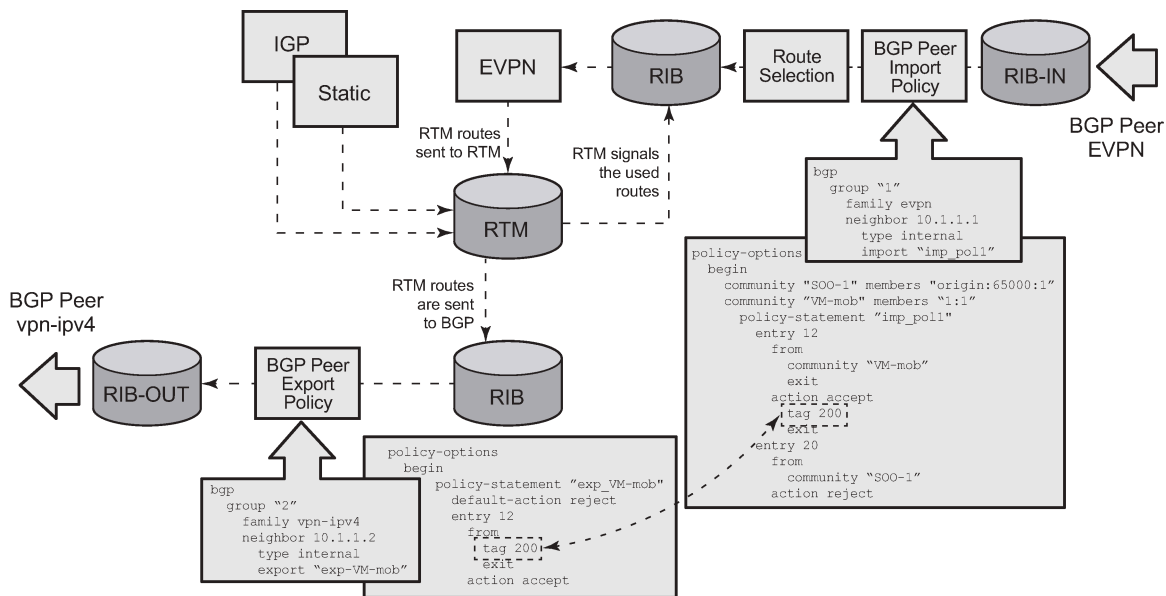 IGP
Static
EVPN
RIB
Route
Selection
BGP Peer
Import
Policy
RIB-IN
BGP Peer
EVPN
RTM routes
sent to RTM
RTM signals
the used
routes
RTM
RTM routes
are sent
to BGP
BGP Peer
vpn-ipv4
RIB-OUT
BGP Peer
Export
Policy
RIB
bgp
group “1”
family evpn
neighbor 10.1.1.1
type internal
import “imp_pol1”
policy-options
begin
community "SOO-1" members "origin:65000:1”
community ”VM-mob” members “1:1”
policy-statement ”imp_pol1"
entry 12
from
community “VM-mob”
exit
action accept
tag 200
exit
entry 20
from
community “SOO-1”
action reject
policy-options
begin
policy-statement ”exp_VM-mob"
default-action reject
entry 12
from
tag 200
exit
action accept
bgp
group “2”
family vpn-ipv4
neighbor 10.1.1.2
type internal
export “exp-VM-mob”